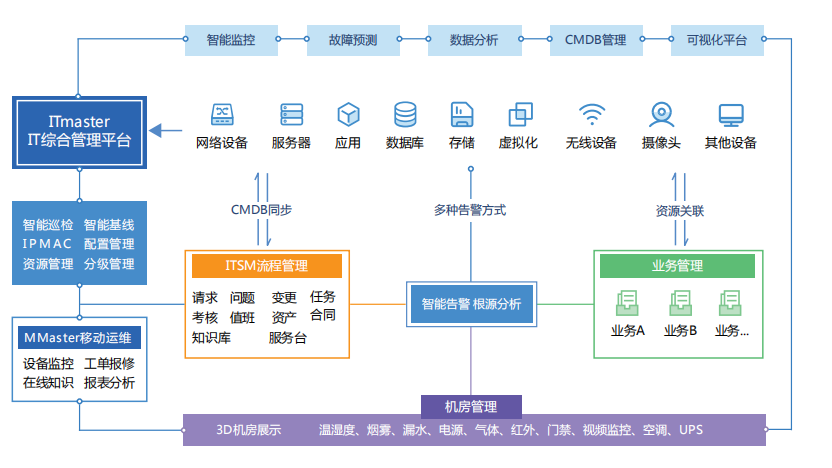 智能监控
故障预测
数据分析
CMDB管理
可视化平台
ITmaster
IT综合管理平台
网络设备
服务器
应用
数据库
存储
虚拟化
无线设备
摄像头
其他设备
智能巡检 智能基线
IPMAC 配置管理
资源管理 分级管理
CMDB同步
多种告警方式
资源关联
ITSM流程管理
请求 问题 变更 任务
考核 值班 资产 合同
知识库 服务台
智能告警 根源分析
业务管理
业务A
业务B
业务...
MMaster移动运维
设备监控 工单报修
在线知识 报表分析
机房管理
3D机房展示 温湿度、烟雾、漏水、电源、气体、红外、门禁、视频监控、空调、UPS